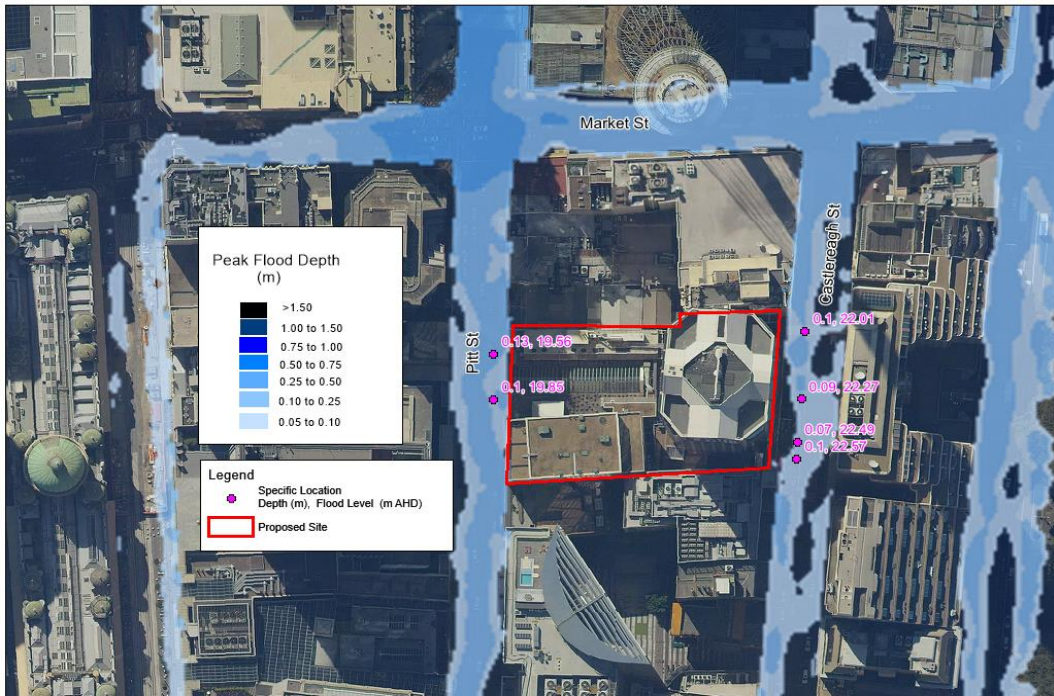 Market St
Castlereagh St
Pitt St
Peak Flood Depth
(m)
>1.50
1.00 to 1.50
0.75 to 1.00
0.50 to 0.75
0.25 to 0.50
0.10 to 0.25
0.05 to 0.10
Legend
Specific Location
Depth (m), Flood Level (m AHD)
Proposed Site
0.13, 19.56
0.1, 19.85
0.1, 22.01
0.09, 22.27
0.07, 22.49
0.1, 22.57